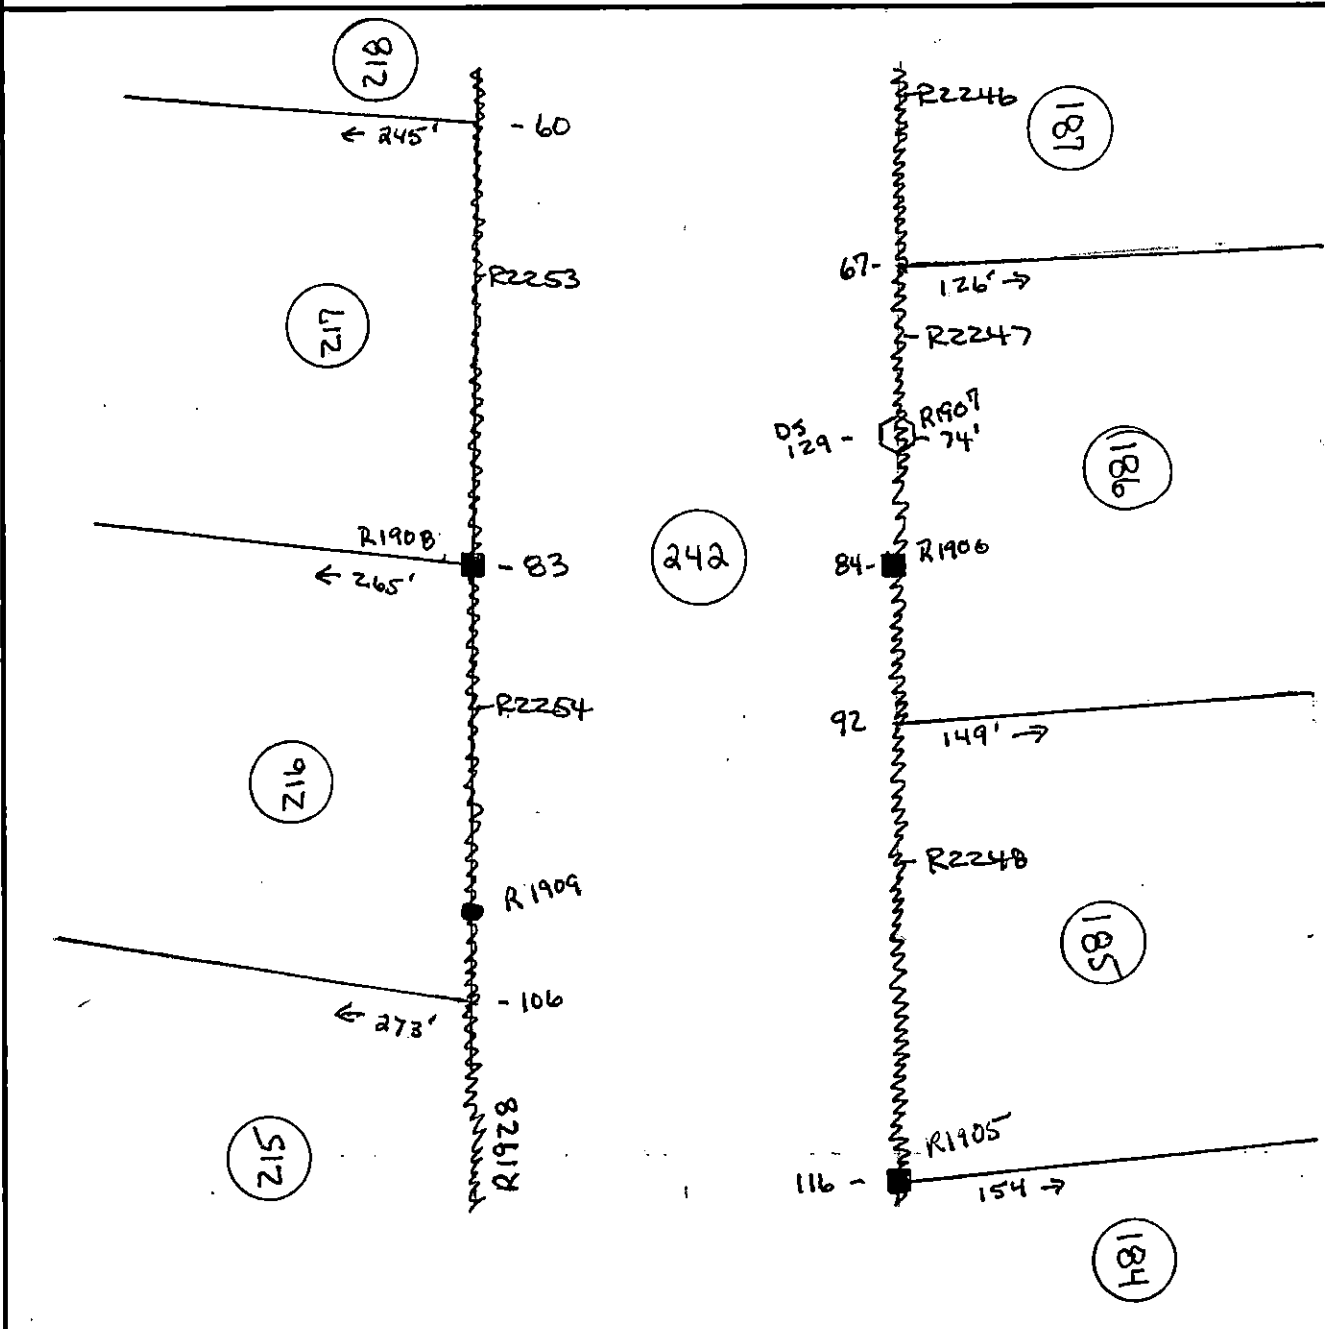 218
← 245'
- 60
R2246
187
R2253
67-
126' →
217
R2247
R1907
DS
129 -
- 74'
186
R1908
← 265'
- 83
242
84-
R1906
R2254
92
149' →
216
R2248
R1909
185
← 273'
- 106
R1928
R1905
215
116 -
154 →
184